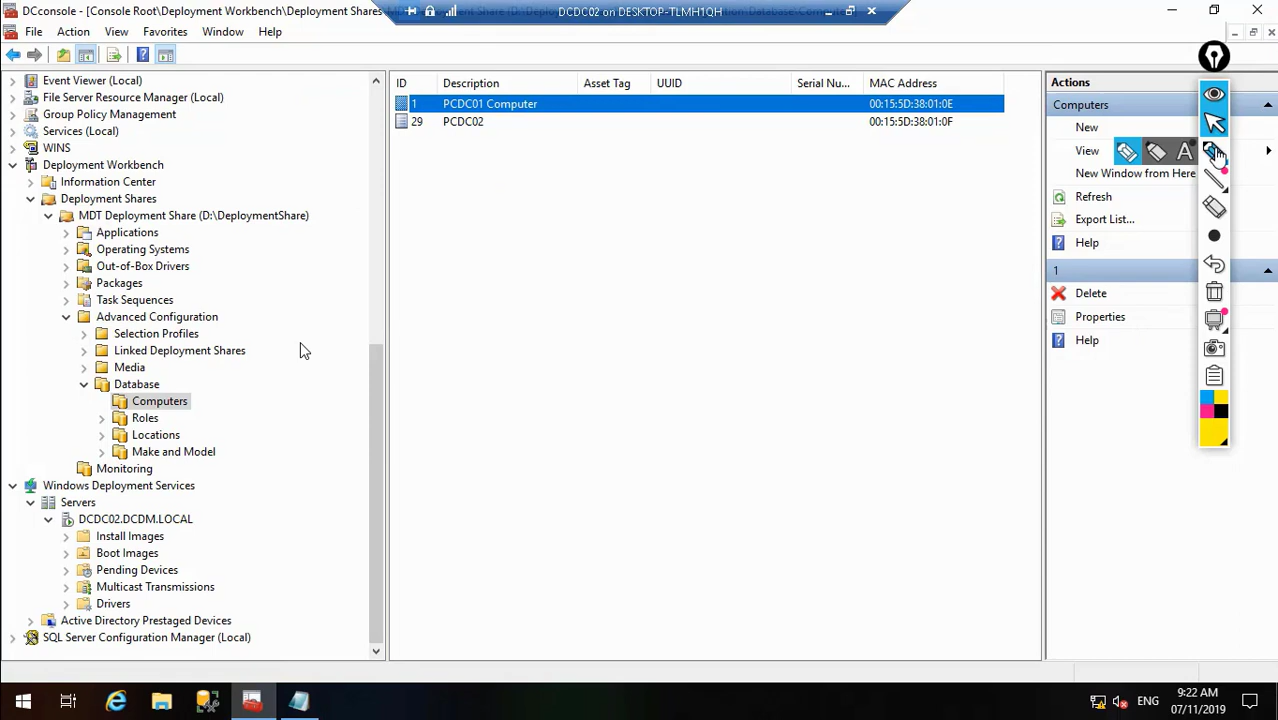 DConsole - [Console Root\Deployment Workbench\Deployment Shares
DCDC02 on DESKTOP-TLMH1QH
File Action View Favorites Window Help
Event Viewer (Local)
File Server Resource Manager (Local)
Group Policy Management
Services (Local)
WINS
Deployment Workbench
Information Center
Deployment Shares
MDT Deployment Share (D:\DeploymentShare)
Applications
Operating Systems
Out-of-Box Drivers
Packages
Task Sequences
Advanced Configuration
Selection Profiles
Linked Deployment Shares
Media
Database
Computers
Roles
Locations
Make and Model
Monitoring
Windows Deployment Services
Servers
DCDC02.DCDM.LOCAL
Install Images
Boot Images
Pending Devices
Multicast Transmissions
Drivers
Active Directory Prestaged Devices
SQL Server Configuration Manager (Local)
ID Description Asset Tag UUID Serial Nu... MAC Address
1 PCDC01 Computer 00:15:5D:38:01:0E
29 PCDC02 00:15:5D:38:01:0F
Actions
Computers
New
View
New Window from Here
Refresh
Export List...
Help
1
Delete
Properties
Help
A
ENG
9:22 AM
07/11/2019